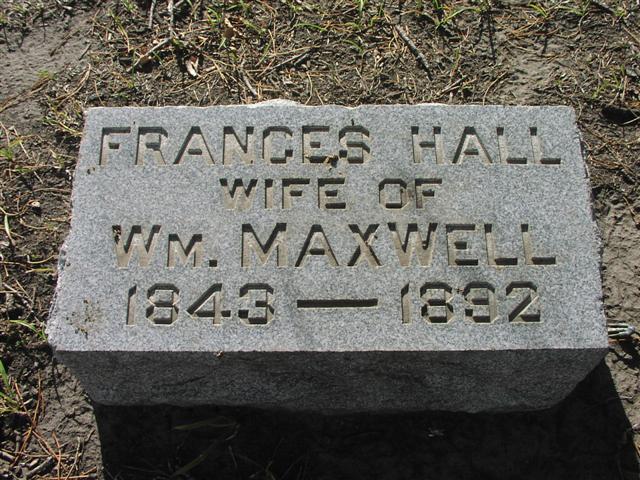 FRANCES HALL
WIFE OF
WM. MAXWELL
1843 — 1892